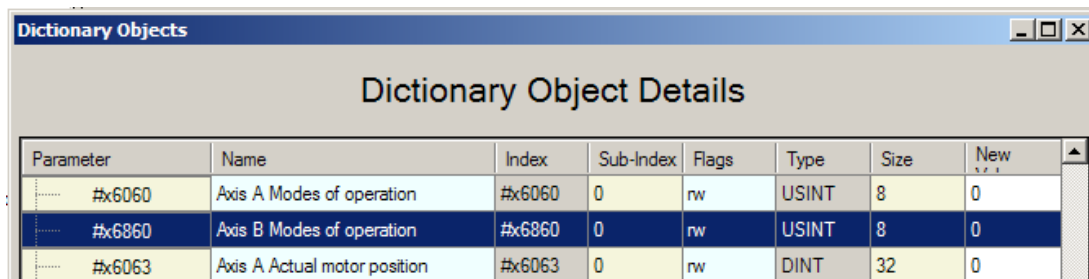 Dictionary Objects
Dictionary Object Details
Parameter Name Index Sub-Index Flags Type Size New
#x6060 Axis A Modes of operation #x6060 0 rw USINT 8 0
#x6860 Axis B Modes of operation #x6860 0 rw USINT 8 0
#x6063 Axis A Actual motor position #x6063 0 rw DINT 32 0